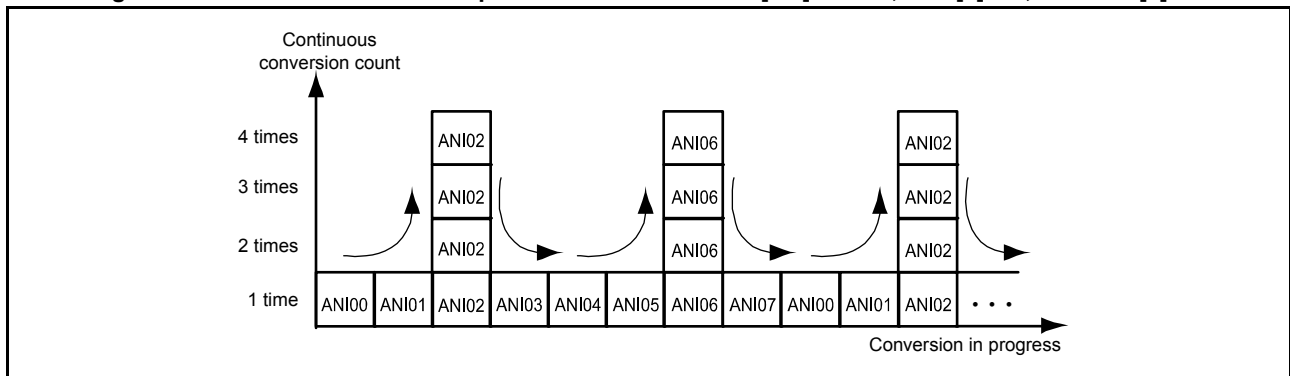 Continuous
conversion count
4 times ANI02 ANI06 ANI02
3 times ANI02 ANI06 ANI02
2 times ANI02 ANI06 ANI02
1 time ANI00 ANI01 ANI02 ANI03 ANI04 ANI05 ANI06 ANI07 ANI00 ANI01 ANI02 • • •
Conversion in progress